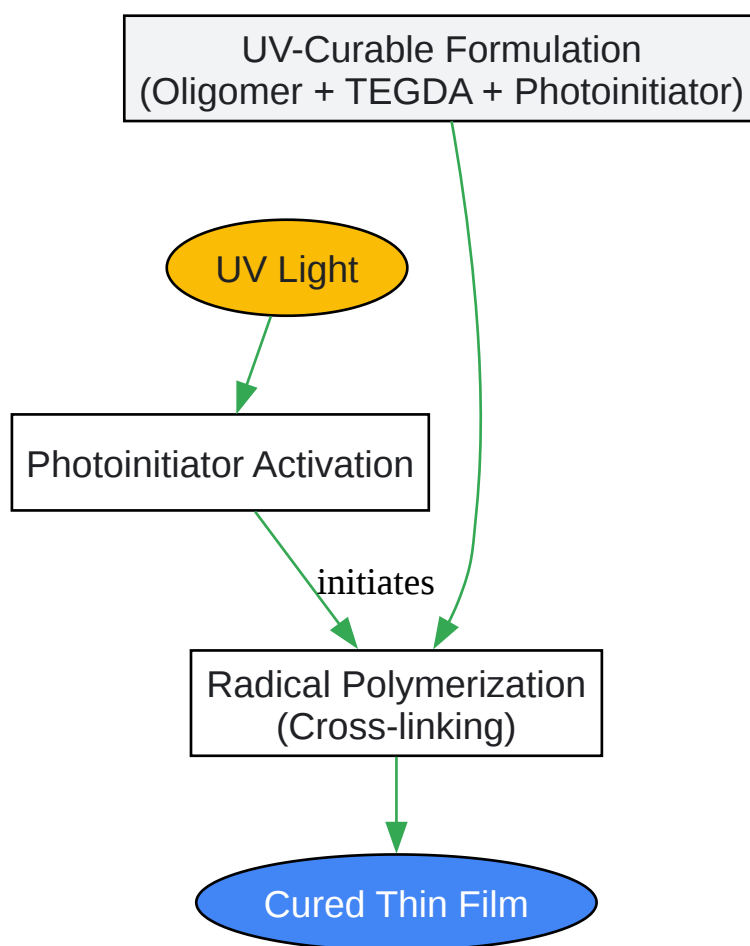 UV-Curable Formulation
(Oligomer + TEGDA + Photoinitiator)
UV Light
Photoinitiator Activation
initiates
Radical Polymerization
(Cross-linking)
Cured Thin Film